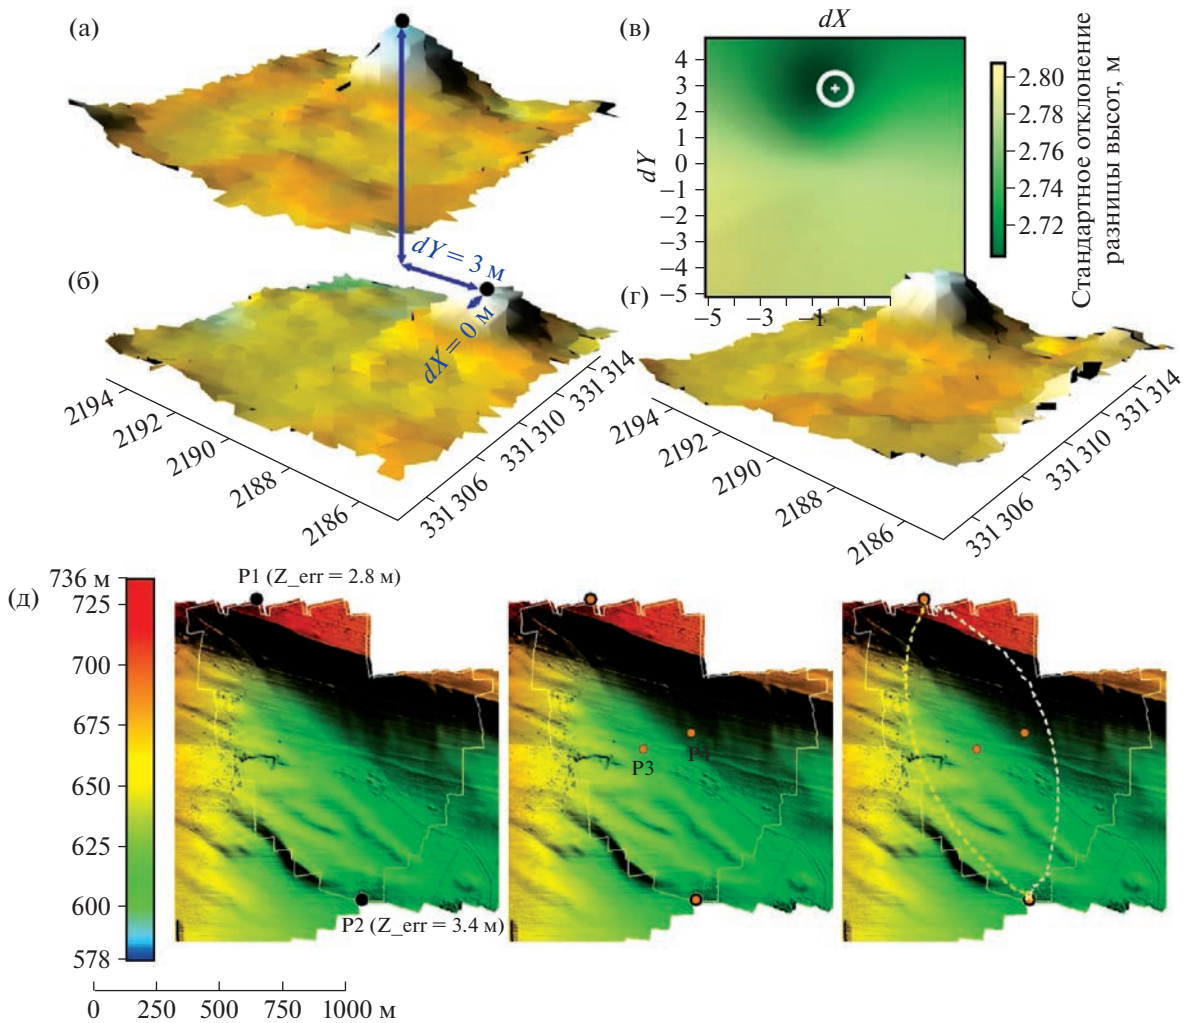 (а)
dY = 3 м
(б)
dX = 0 м
2194
2192
2190
2188
2186
331 306
331 310
331 314
(в)
dX
dY
4
3
2
1
0
−1
−2
−3
−4
−5
−5
−3
−1
2.80
2.78
2.76
2.74
2.72
Стандартное отклонение
разницы высот, м
(г)
2194
2192
2190
2188
2186
331 306
331 310
331 314
(д)
736 м
725
700
675
650
625
600
578
P1 (Z_err = 2.8 м)
P2 (Z_err = 3.4 м)
P3
P4
0
250
500
750
1000 м